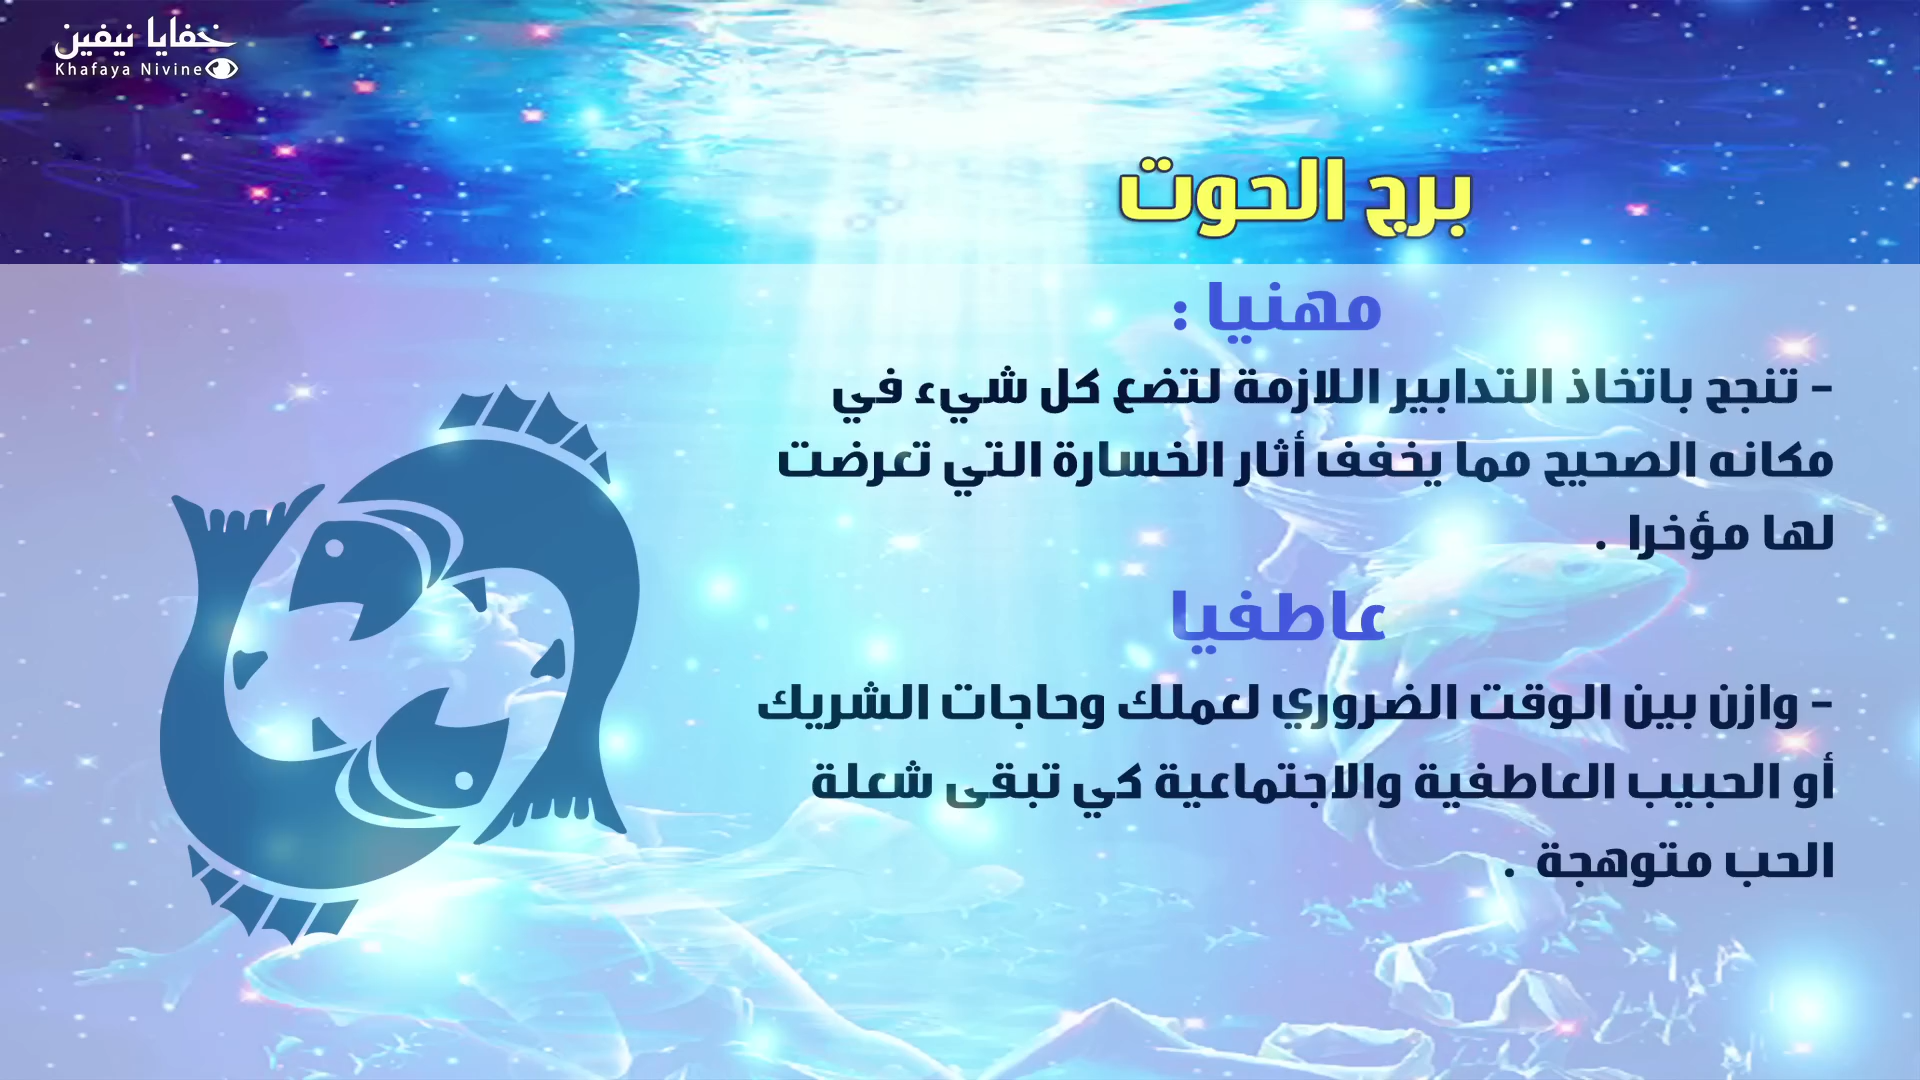 خفايا نيفين
Khafaya Nivine
برج الحوت
مهنيا :
- تنجح باتخاذ التدابير اللازمة لتضع كل شيء في
مكانه الصحيح مما يخفف أثار الخسارة التي تعرضت
لها مؤخرا .
عاطفيا
- وازن بين الوقت الضروري لعملك وحاجات الشريك
أو الحبيب العاطفية والاجتماعية كي تبقى شعلة
الحب متوهجة .